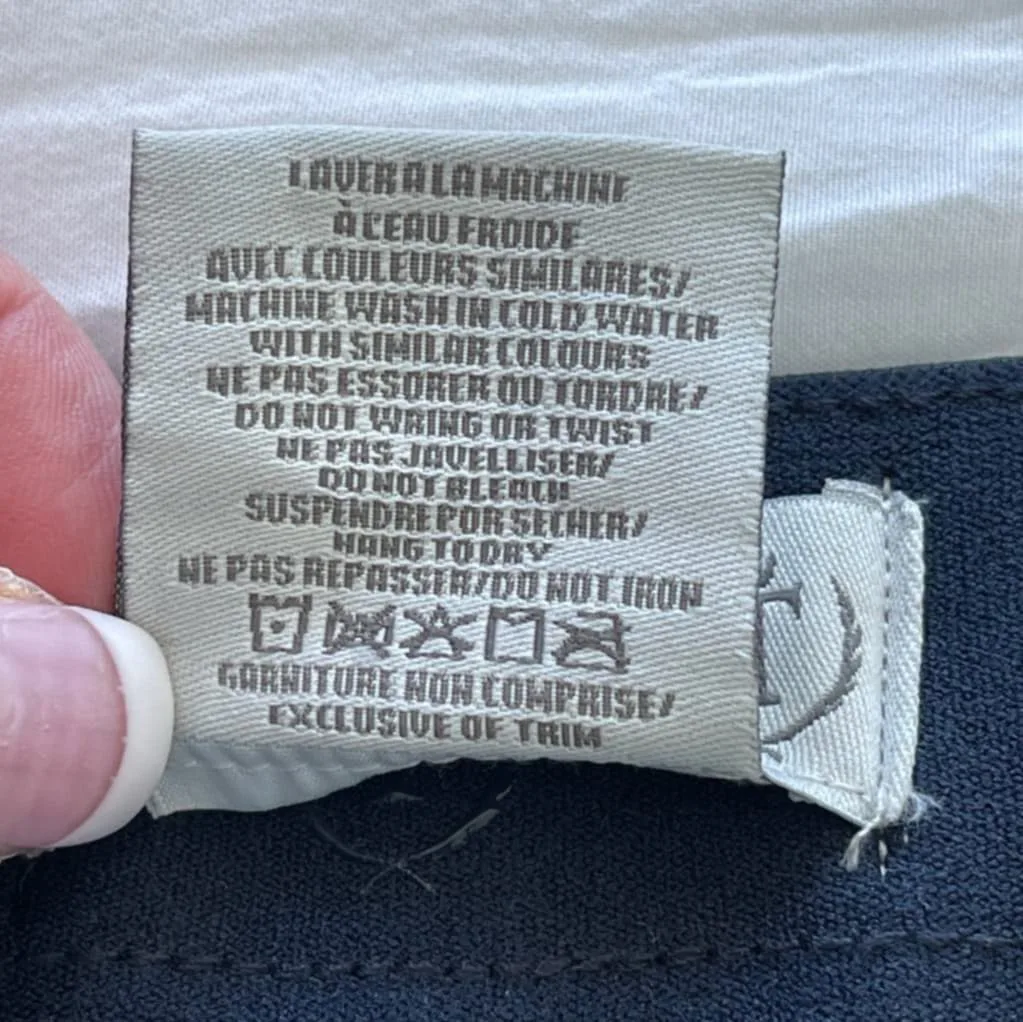 LAVER A LA MACHINE
À L'EAU FROIDE
AVEC COULEURS SIMILARES/
MACHINE WASH IN COLD WATER
WITH SIMILAR COLOURS
NE PAS ESSORER OU TORDRE/
DO NOT WRING OR TWIST
NE PAS JAVELLISER/
DO NOT BLEACH
SUSPENDRE POR SECHER/
HANG TO DRY
NE PAS REPASSER/DO NOT IRON
GARNITURE NON COMPRISE/
EXCLUSIVE OF TRIM